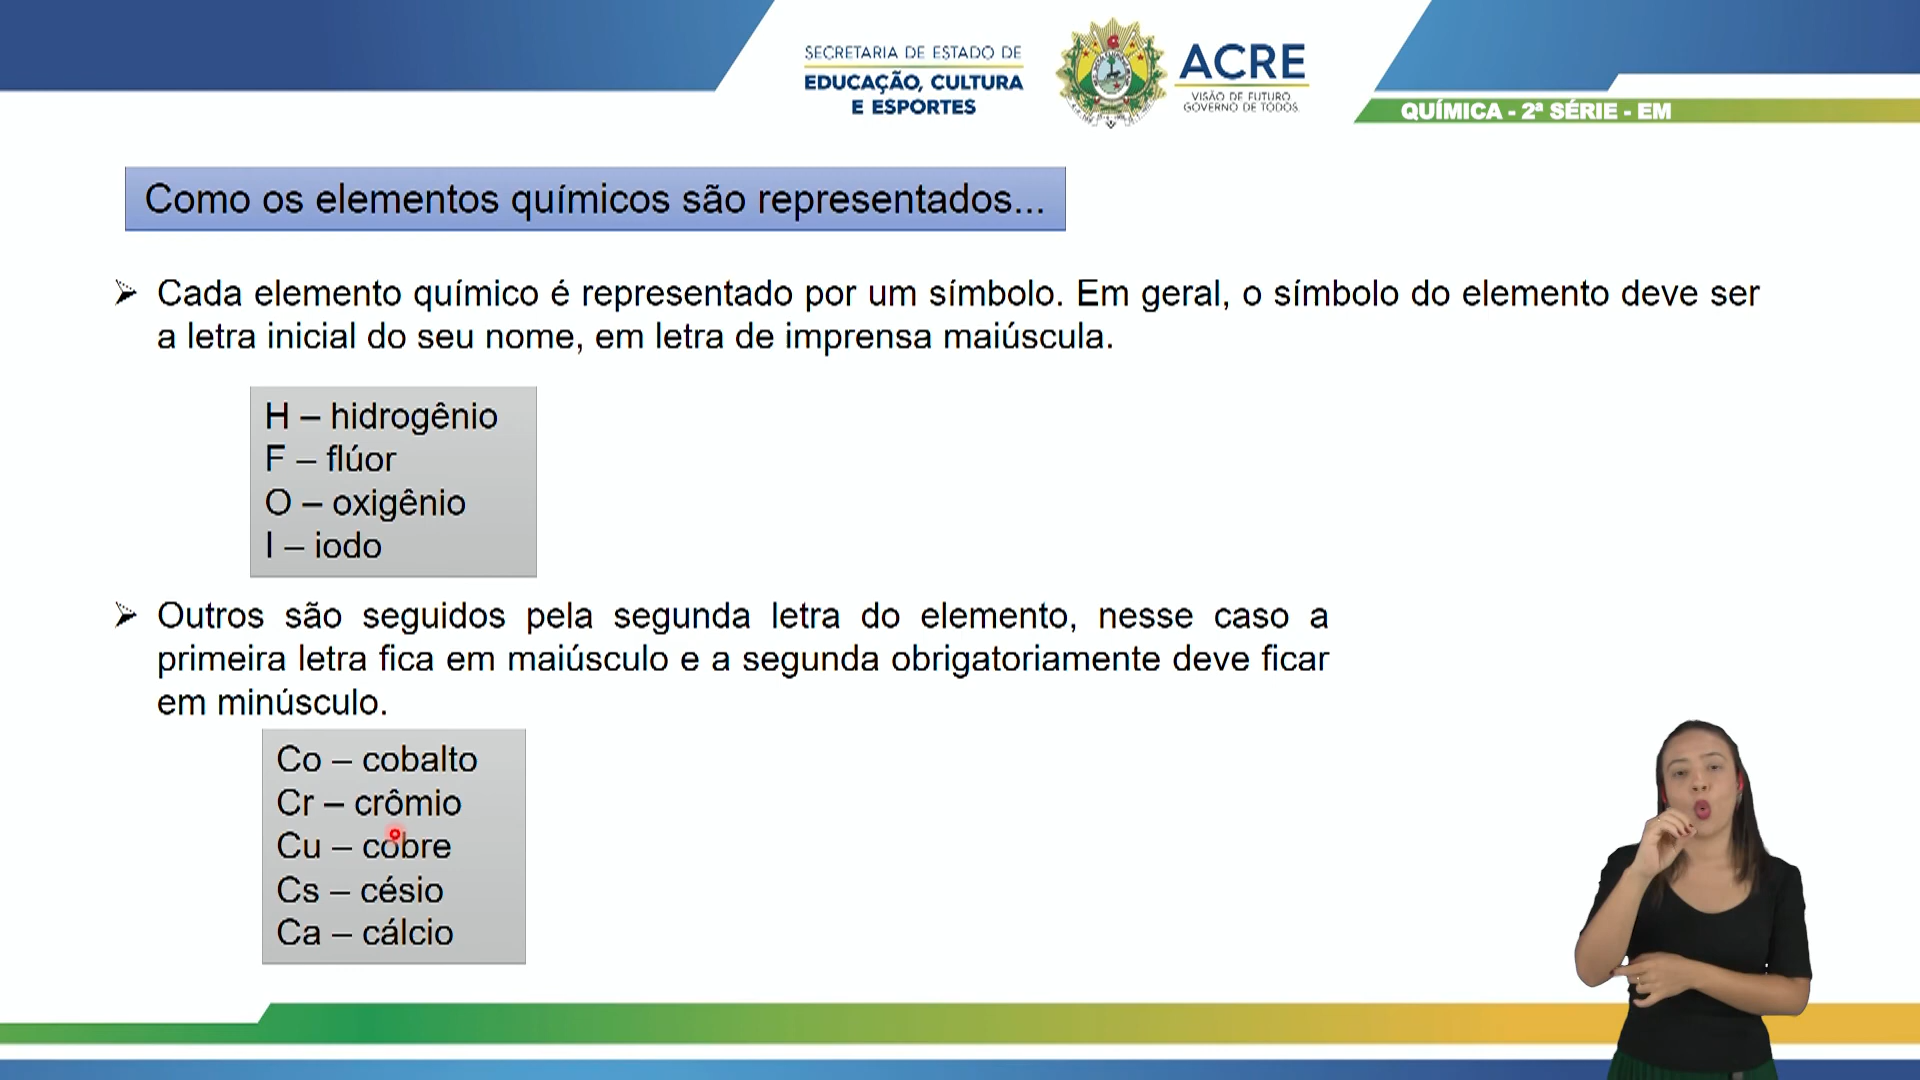 SECRETARIA DE ESTADO DE
EDUCAÇÃO, CULTURA
E ESPORTES
ACRE
VISÃO DE FUTURO
GOVERNO DE TODOS
QUÍMICA - 2ª SÉRIE - EM
Como os elementos químicos são representados...
➢ Cada elemento químico é representado por um símbolo. Em geral, o símbolo do elemento deve ser
a letra inicial do seu nome, em letra de imprensa maiúscula.
H – hidrogênio
F – flúor
O – oxigênio
I – iodo
➢ Outros são seguidos pela segunda letra do elemento, nesse caso a
primeira letra fica em maiúsculo e a segunda obrigatoriamente deve ficar
em minúsculo.
Co – cobalto
Cr – crômio
Cu – cobre
Cs – césio
Ca – cálcio